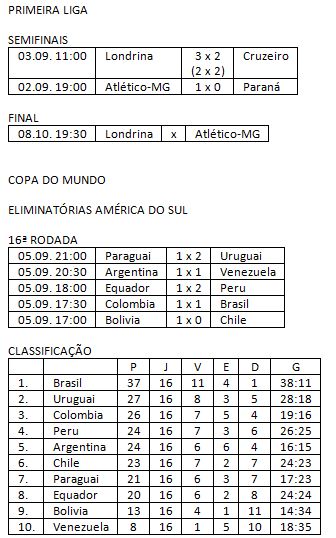 PRIMEIRA LIGA
SEMIFINAIS
03.09. 11:00 Londrina 3 x 2 Cruzeiro
(2 x 2)
02.09. 19:00 Atlético-MG 1 x 0 Paraná
FINAL
08.10. 19:30 Londrina x Atlético-MG
COPA DO MUNDO
ELIMINATÓRIAS AMÉRICA DO SUL
16ª RODADA
05.09. 21:00 Paraguai 1 x 2 Uruguai
05.09. 20:30 Argentina 1 x 1 Venezuela
05.09. 18:00 Equador 1 x 2 Peru
05.09. 17:30 Colombia 1 x 1 Brasil
05.09. 17:00 Bolivia 1 x 0 Chile
CLASSIFICAÇÃO
P J V E D G
1. Brasil 37 16 11 4 1 38:11
2. Uruguai 27 16 8 3 5 28:18
3. Colombia 26 16 7 5 4 19:16
4. Peru 24 16 7 3 6 26:25
5. Argentina 24 16 6 6 4 16:15
6. Chile 23 16 7 2 7 24:23
7. Paraguai 21 16 6 3 7 17:23
8. Equador 20 16 6 2 8 24:24
9. Bolivia 13 16 4 1 11 14:34
10. Venezuela 8 16 1 5 10 18:35